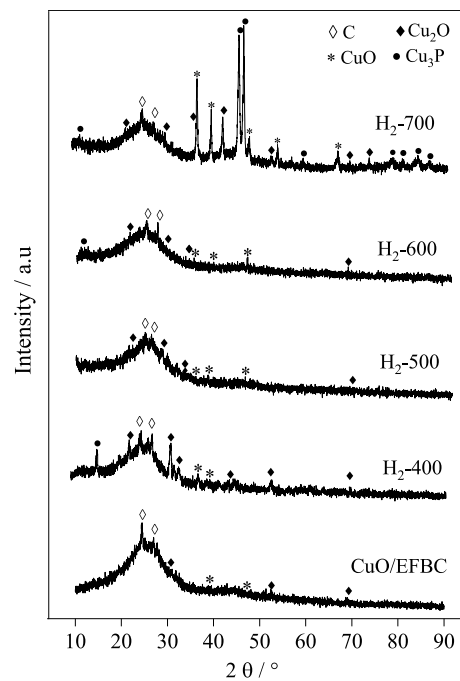 ◊ C ♦ Cu₂O
* CuO • Cu₃P
H₂-700
H₂-600
H₂-500
H₂-400
CuO/EFBC
Intensity / a.u
10 20 30 40 50 60 70 80 90
2 θ / °